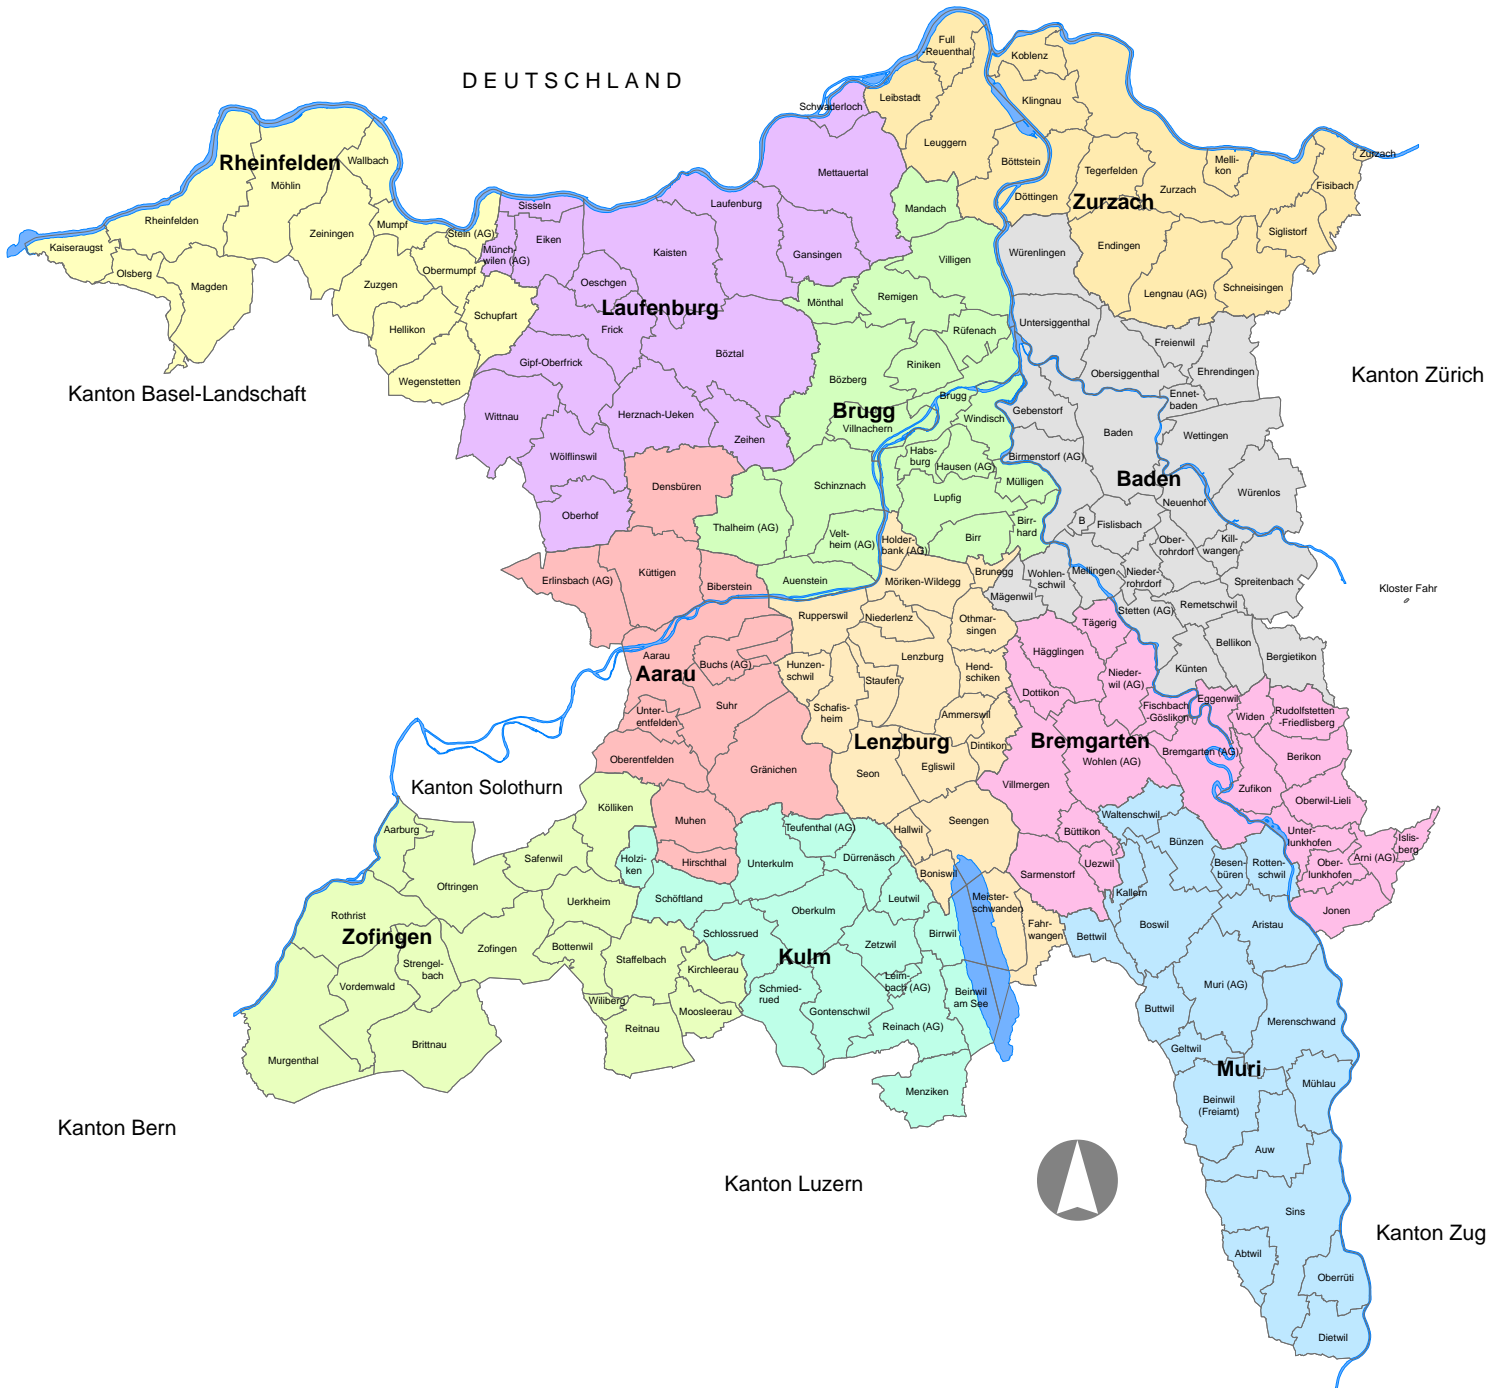 DEUTSCHLAND
Full
-Reuenthal
Koblenz
Leibstadt
Klingnau
Schwaderloch
Leuggern
Zurzach
Böttstein
Melli-
kon
Rheinfelden
Wallbach
Mettauertal
Tegerfelden
Zurzach
Fisibach
Möhlin
Döttingen
Zurzach
Laufenburg
Mandach
Sisseln
Rheinfelden
Mumpf
Zeiningen
Stein (AG)
Eiken
Siglistorf
Kaiseraugst
Münch-
wilen (AG)
Kaisten
Gansingen
Villigen
Würenlingen
Endingen
Olsberg
Obermumpf
Magden
Zuzgen
Oeschgen
Remigen
Lengnau (AG)
Schneisingen
Mönthal
Laufenburg
Schupfart
Hellikon
Frick
Rüfenach
Untersiggenthal
Freienwil
Böztal
Gipf-Oberfrick
Riniken
Obersiggenthal
Ehrendingen
Kanton Zürich
Wegenstetten
Bözberg
Kanton Basel-Landschaft
Brugg
Ennet-
baden
Wittnau
Herznach-Ueken
Brugg
Villnachern
Windisch
Gebenstorf
Baden
Wettingen
Zeihen
Wölflinswil
Habs-
burg
Hausen (AG)
Birmenstorf (AG)
Baden
Densbüren
Schinznach
Mülligen
Lupfig
Neuenhof
Würenlos
Oberhof
Thalheim (AG)
Velt-
heim (AG)
Holder-
bank (AG)
Birr
Birr-
hard
B
Fislisbach
Ober-
rohrdorf
Kill-
wangen
Erlinsbach (AG)
Küttigen
Biberstein
Auenstein
Möriken-Wildegg
Brunegg
Wohlen-
schwil
Mellingen
Nieder-
rohrdorf
Spreitenbach
Mägenwil
Kloster Fahr
Rupperswil
Niederlenz
Othmar-
singen
Stetten (AG)
Remetschwil
Tägerig
Bellikon
Aarau
Buchs (AG)
Hunzen-
schwil
Lenzburg
Hägglingen
Bergietikon
Aarau
Staufen
Hend-
schiken
Nieder-
wil (AG)
Künten
Dottikon
Suhr
Unter-
entfelden
Schafis-
heim
Ammerswil
Fischbach
-Göslikon
Eggenwil
Widen
Rudolfstetten
-Friedlisberg
Lenzburg
Dintikon
Bremgarten
Bremgarten (AG)
Berikon
Oberentfelden
Gränichen
Seon
Egliswil
Wohlen (AG)
Kanton Solothurn
Villmergen
Zufikon
Oberwil-Lieli
Kölliken
Muhen
Teufenthal (AG)
Hallwil
Seengen
Waltenschwil
Aarburg
Büttikon
Bünzen
Unter-
lunkhofen
Islis-
berg
Safenwil
Holzi-
ken
Hirschthal
Unterkulm
Dürrenäsch
Uezwil
Besen-
büren
Rotten-
schwil
Arni (AG)
Ober-
lunkhofen
Oftringen
Boniswil
Sarmenstorf
Kallern
Uerkheim
Schöftland
Leutwil
Meister-
schwanden
Rothrist
Oberkulm
Jonen
Boswil
Aristau
Zofingen
Schlossrued
Birrwil
Fahr-
wangen
Bettwil
Zofingen
Bottenwil
Staffelbach
Zetzwil
Kulm
Strengel-
bach
Kirchleerau
Vordemwald
Leim-
bach (AG)
Schmied-
rued
Beinwil
am See
Muri (AG)
Wiliberg
Moosleerau
Gontenschwil
Buttwil
Reitnau
Reinach (AG)
Merenschwand
Brittnau
Geltwil
Murgenthal
Muri
Mühlau
Menziken
Beinwil
(Freiamt)
Kanton Bern
Auw
Kanton Luzern
Sins
Kanton Zug
Abtwil
Oberrüti
Dietwil